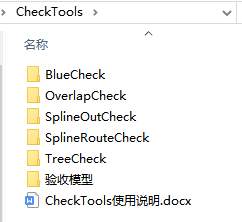 CheckTools
名称
BlueCheck
OverlapCheck
SplineOutCheck
SplineRouteCheck
TreeCheck
验收模型
CheckTools使用说明.docx